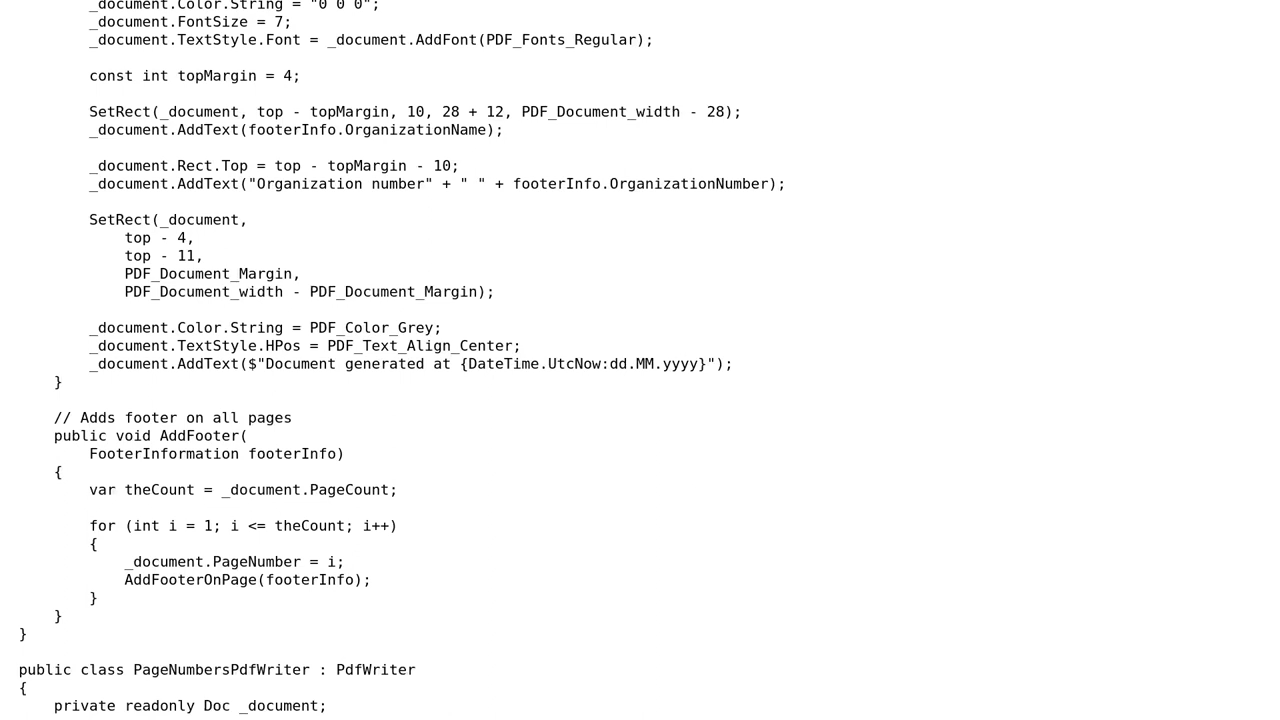 _document.Color.String = "0 0 0";
_document.FontSize = 7;
_document.TextStyle.Font = _document.AddFont(PDF_Fonts_Regular);
const int topMargin = 4;
SetRect(_document, top - topMargin, 10, 28 + 12, PDF_Document_width - 28);
_document.AddText(footerInfo.OrganizationName);
_document.Rect.Top = top - topMargin - 10;
_document.AddText("Organization number" + " " + footerInfo.OrganizationNumber);
SetRect(_document,
top - 4,
top - 11,
PDF_Document_Margin,
PDF_Document_width - PDF_Document_Margin);
_document.Color.String = PDF_Color_Grey;
_document.TextStyle.HPos = PDF_Text_Align_Center;
_document.AddText($"Document generated at {DateTime.UtcNow:dd.MM.yyyy}");
}
// Adds footer on all pages
public void AddFooter(
FooterInformation footerInfo)
{
var theCount = _document.PageCount;
for (int i = 1; i <= theCount; i++)
{
_document.PageNumber = i;
AddFooterOnPage(footerInfo);
}
}
}
public class PageNumbersPdfWriter : PdfWriter
{
private readonly Doc _document;